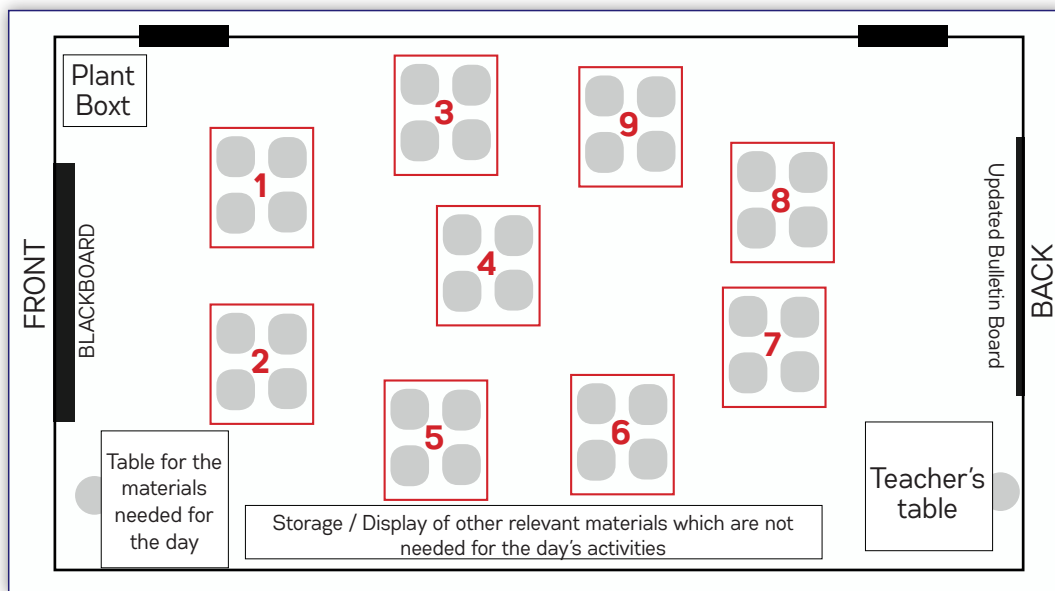 Plant
Boxt
3
9
1
8
4
FRONT
BLACKBOARD
Updated Bulletin Board
BACK
2
7
5
6
Table for the
materials
needed for
the day
Storage / Display of other relevant materials which are not
needed for the day's activities
Teacher's
table